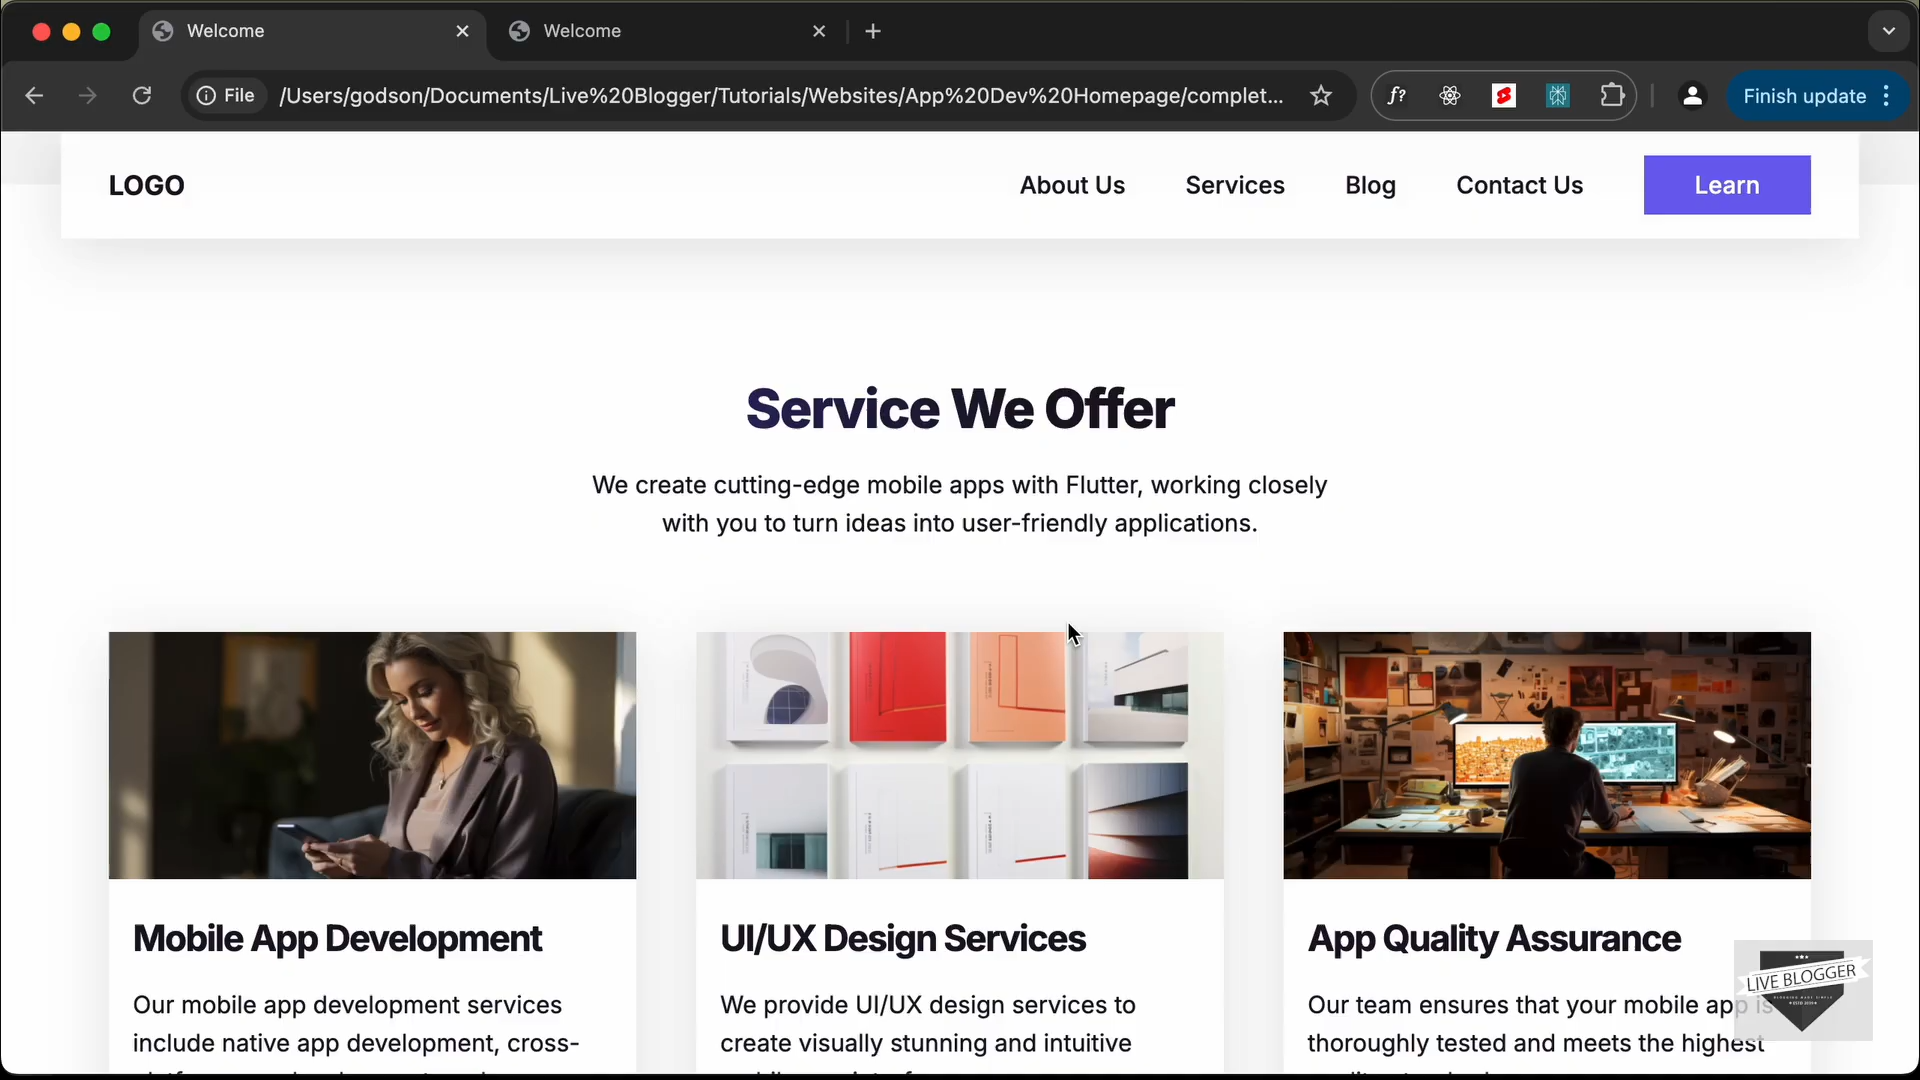 Welcome
Welcome
File
/Users/godson/Documents/Live%20Blogger/Tutorials/Websites/App%20Dev%20Homepage/complet...
f?
Finish update
LOGO
About Us
Services
Blog
Contact Us
Learn
Service We Offer
We create cutting-edge mobile apps with Flutter, working closely
with you to turn ideas into user-friendly applications.
Mobile App Development
Our mobile app development services
include native app development, cross-
UI/UX Design Services
We provide UI/UX design services to
create visually stunning and intuitive
App Quality Assurance
Our team ensures that your mobile app is
thoroughly tested and meets the highest
LIVE BLOGGER